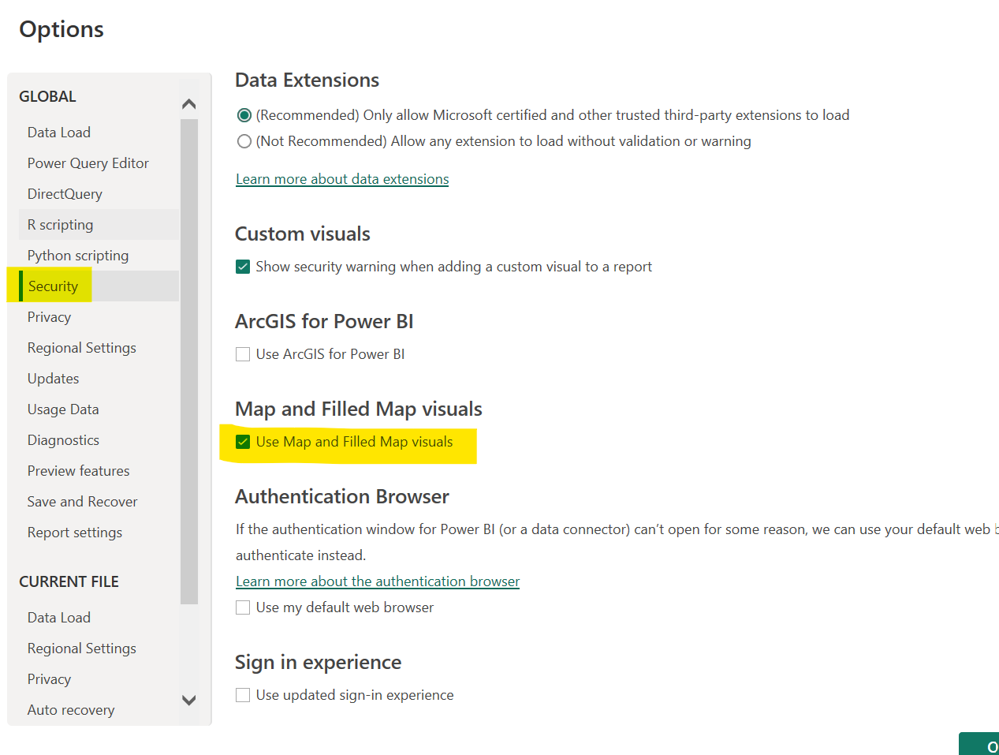 Options
GLOBAL
Data Load
Power Query Editor
DirectQuery
R scripting
Python scripting
Security
Privacy
Regional Settings
Updates
Usage Data
Diagnostics
Preview features
Save and Recover
Report settings
CURRENT FILE
Data Load
Regional Settings
Privacy
Auto recovery
Data Extensions
(Recommended) Only allow Microsoft certified and other trusted third-party extensions to load
(Not Recommended) Allow any extension to load without validation or warning
Learn more about data extensions
Custom visuals
Show security warning when adding a custom visual to a report
ArcGIS for Power BI
Use ArcGIS for Power BI
Map and Filled Map visuals
Use Map and Filled Map visuals
Authentication Browser
If the authentication window for Power BI (or a data connector) can't open for some reason, we can use your default web
authenticate instead.
Learn more about the authentication browser
Use my default web browser
Sign in experience
Use updated sign-in experience